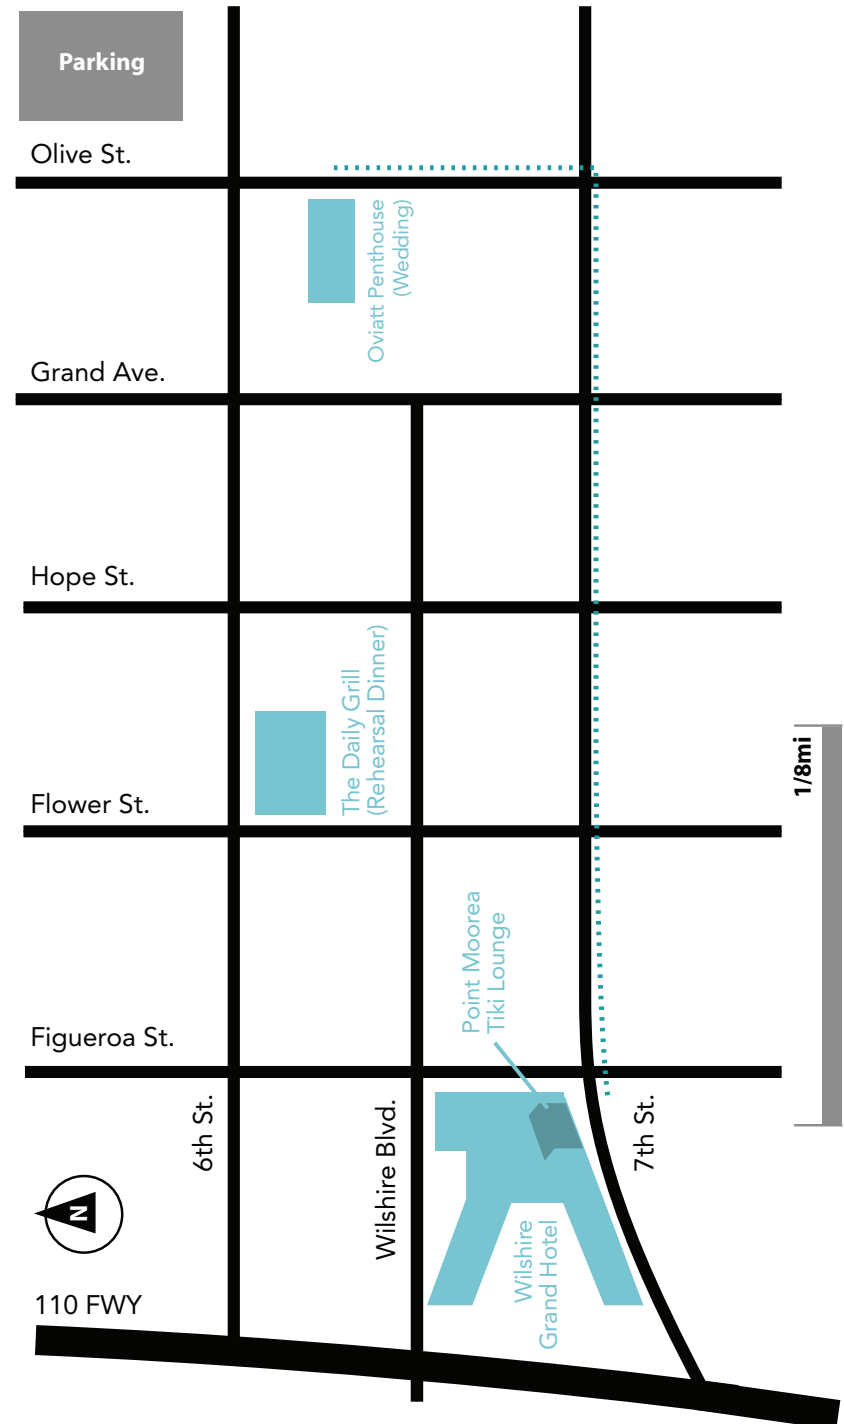 Parking
Olive St.
Oviatt Penthouse
(Wedding)
Grand Ave.
Hope St.
The Daily Grill
(Rehearsal Dinner)
1/8mi
Flower St.
Point Moorea
Tiki Lounge
Figueroa St.
6th St.
Wilshire Blvd.
7th St.
N
Wilshire
Grand Hotel
110 FWY